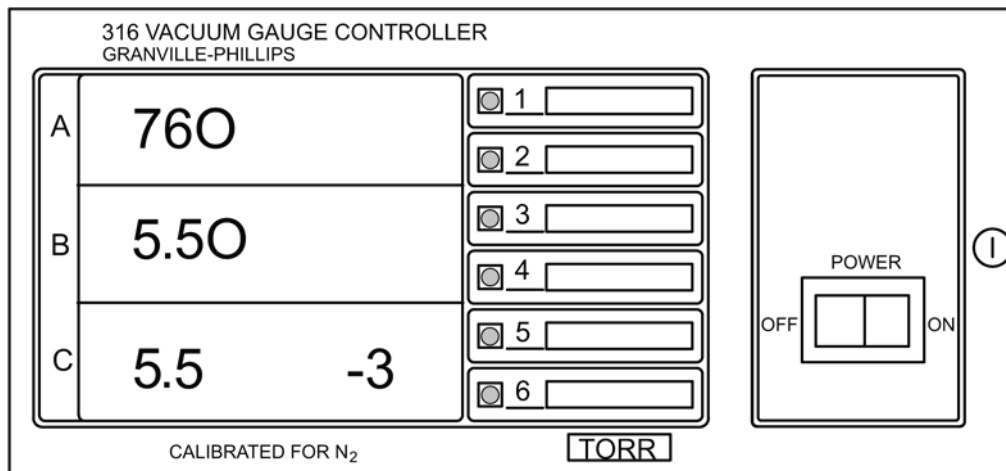 316 VACUUM GAUGE CONTROLLER
GRANVILLE-PHILLIPS
A 760
B 5.50
C 5.5 -3
1
2
3
4
5
6
POWER
OFF ON
I
CALIBRATED FOR N₂
TORR